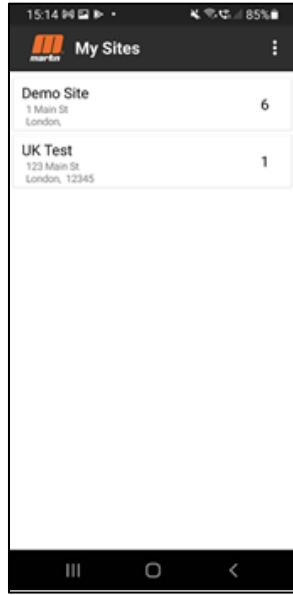 15:14 85%
martin My Sites
Demo Site
6
1 Main St
London,
UK Test
1
123 Main St
London, 12345